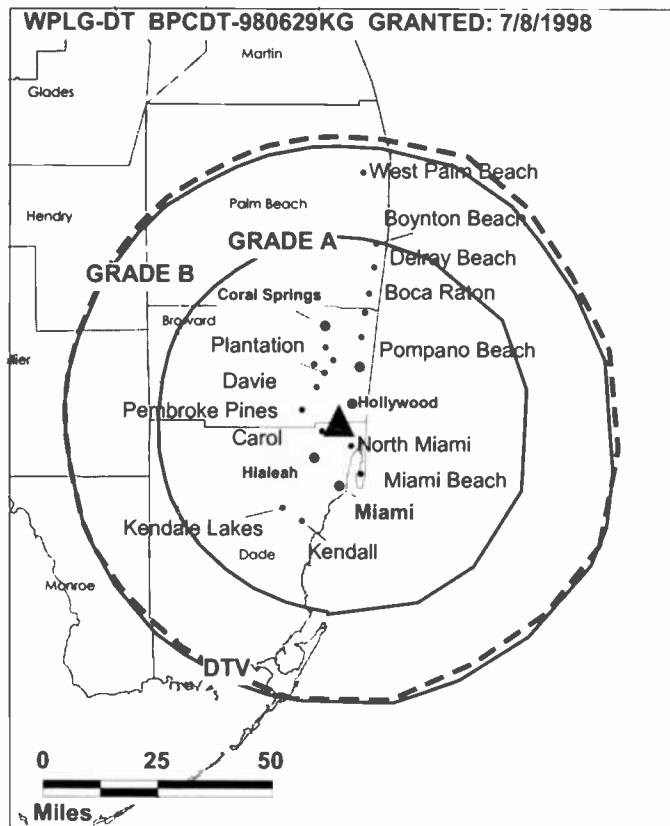 WPLG-DT BPCDT-980629KG GRANTED: 7/8/1998
Martin
Glades
West Palm Beach
Palm Beach
Hendry
Boynton Beach
GRADE A
Delray Beach
GRADE B
Boca Raton
Coral Springs
Broward
Plantation
Pompano Beach
llier
Davie
Hollywood
Pembroke Pines
Carol
North Miami
Hialeah
Miami Beach
Miami
Kendale Lakes
Kendall
Dade
Monroe
DTV
0 25 50
Miles